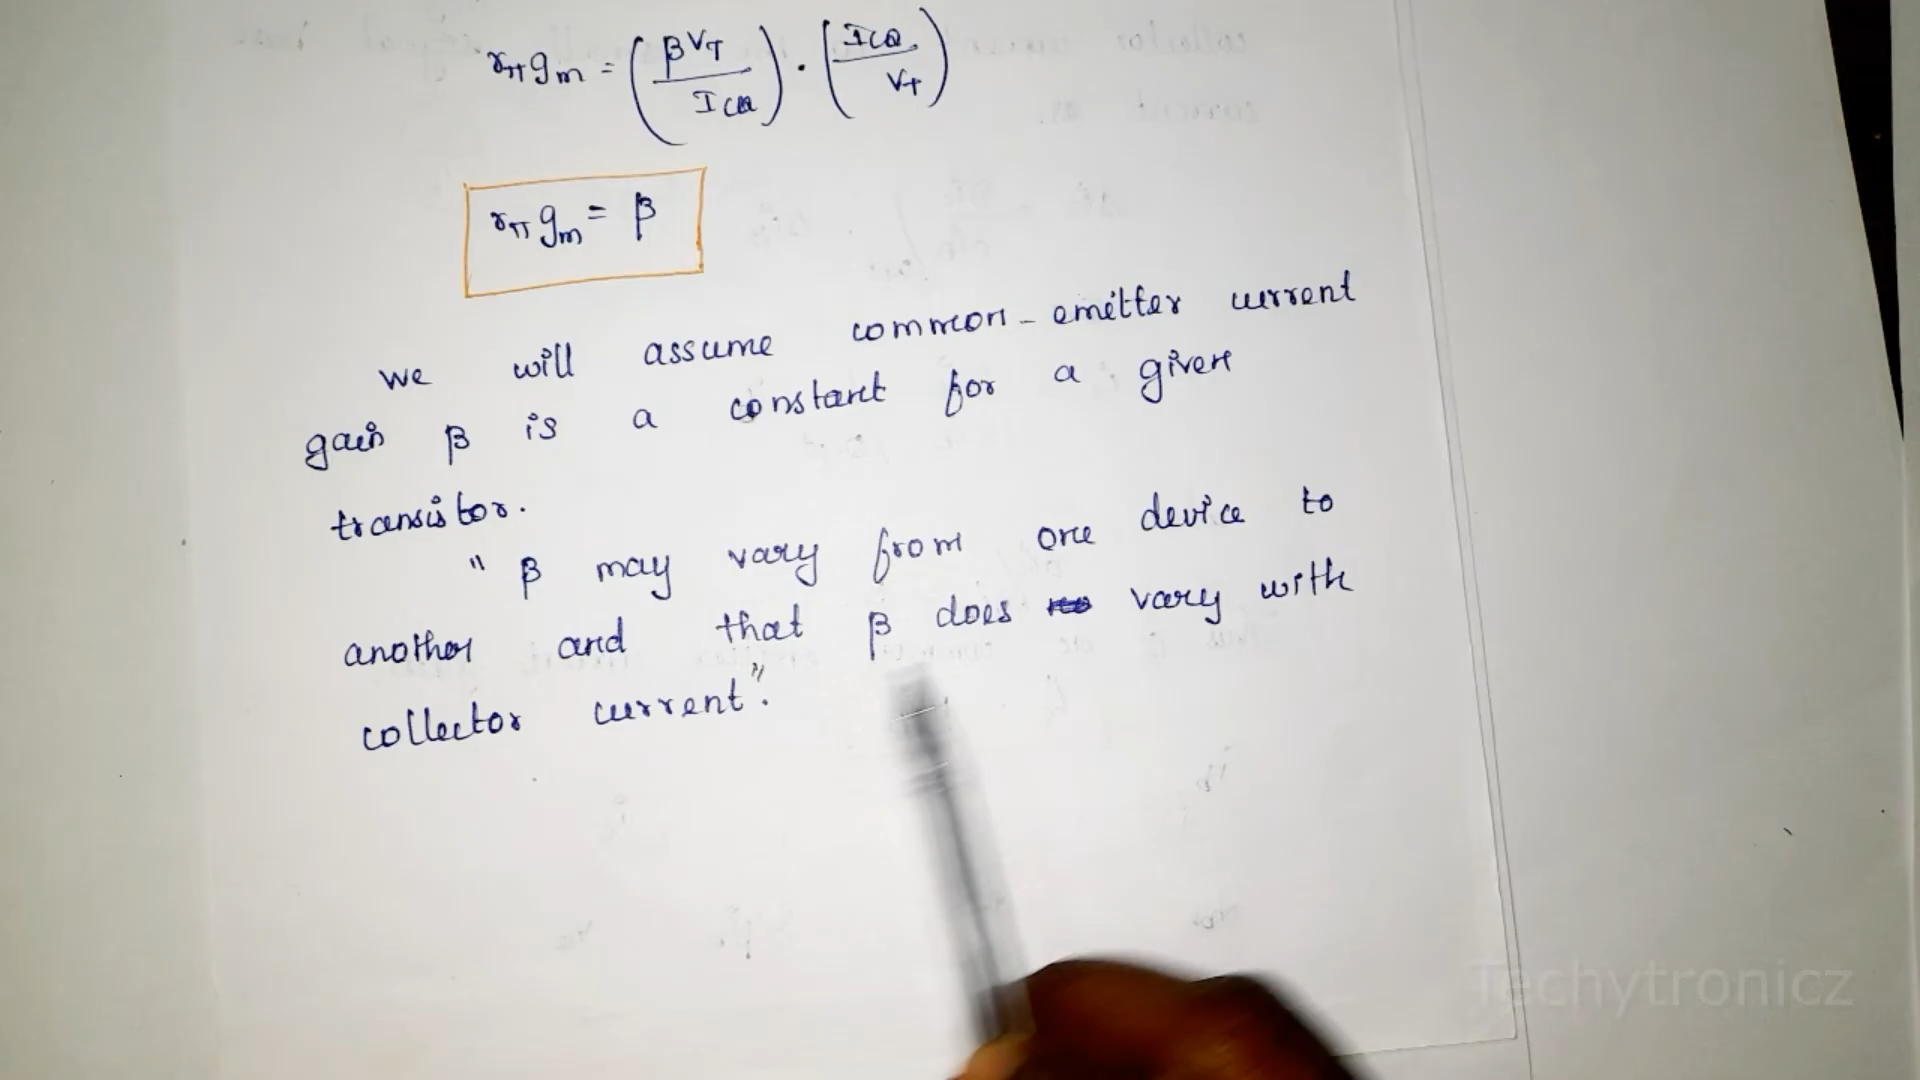 rπ gm = (β VT / ICQ) · (ICQ / VT)
rπ gm = β
we will assume common-emitter current
gain β is a constant for a given
transistor.
" β may vary from one device to
another and that β does vary with
collector current".
Techytronicz